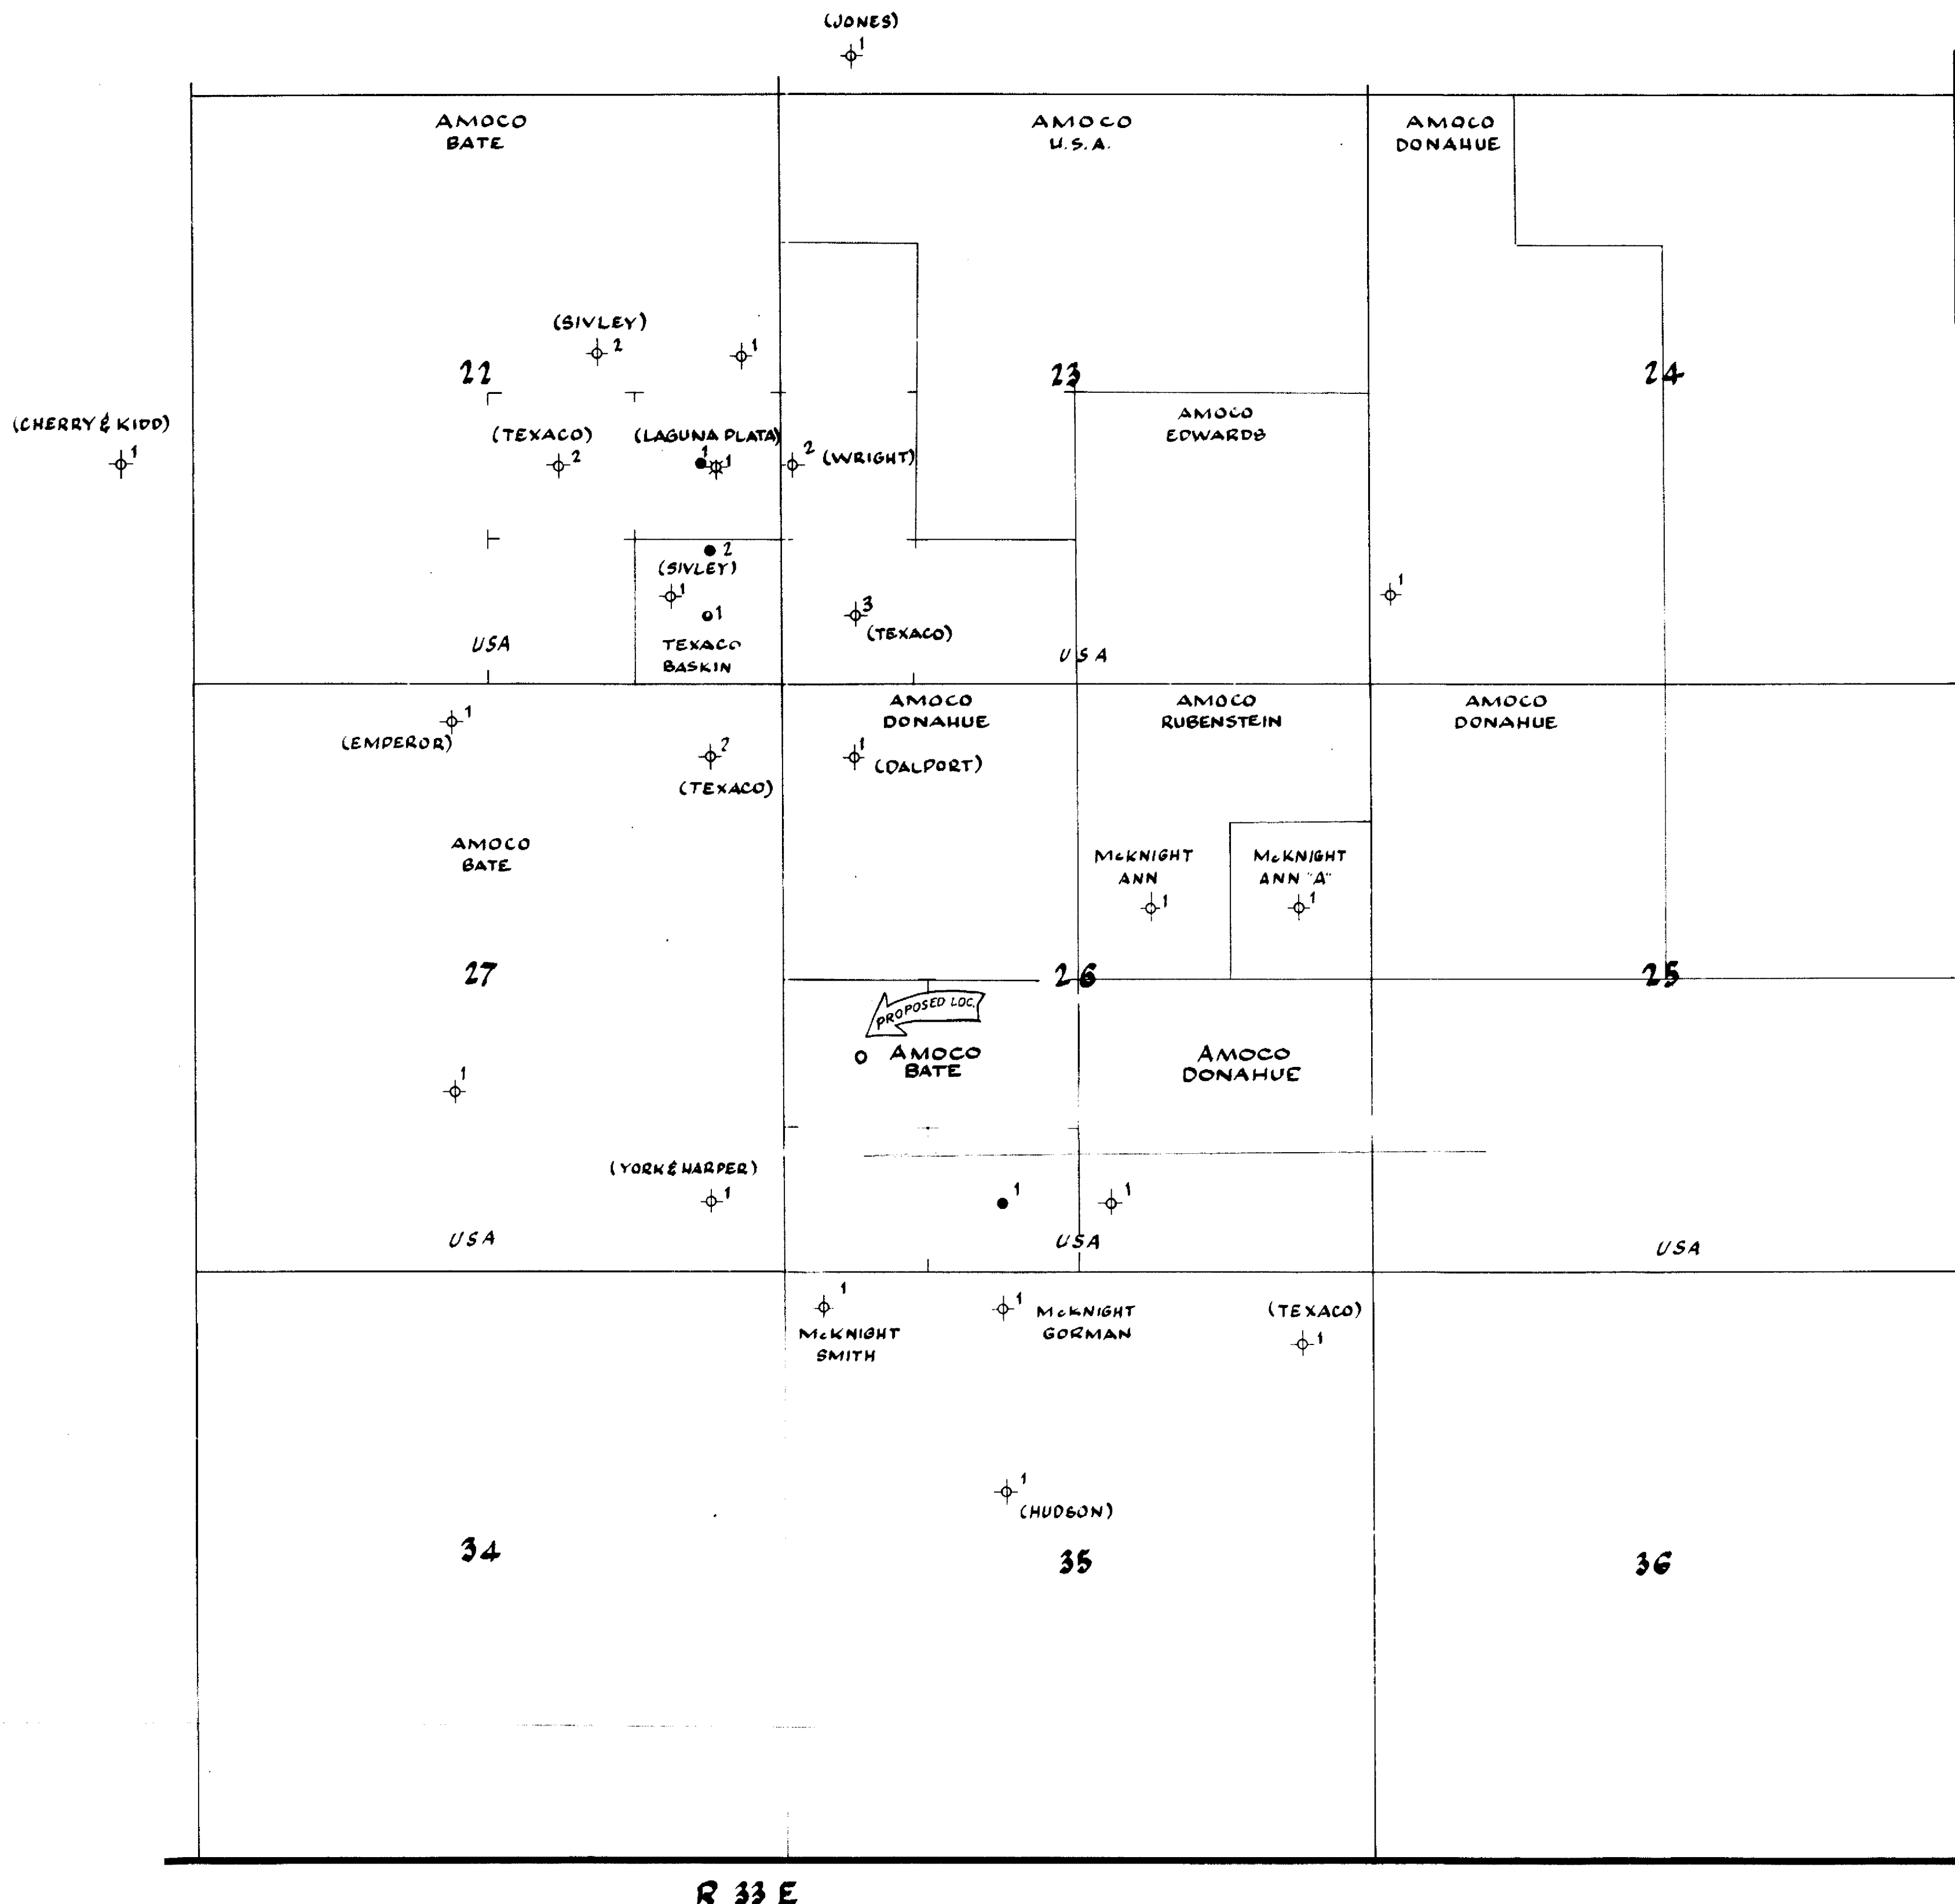 (JONES)
1
AMOCO
BATE
AMOCO
U.S.A.
AMOCO
DONAHUE
(SIVLEY)
2
1
22
23
24
(CHERRY & KIDD)
1
(TEXACO)
2
(LAGUNA PLATA)
1 1
2 (WRIGHT)
AMOCO
EDWARDS
2
(SIVLEY)
1
1
TEXACO
BASKIN
USA
3
(TEXACO)
USA
1
1
(EMPEROR)
2
(TEXACO)
AMOCO
DONAHUE
1
(DALPORT)
AMOCO
RUBENSTEIN
AMOCO
DONAHUE
AMOCO
BATE
McKNIGHT
ANN
1
McKNIGHT
ANN "A"
1
27
26
25
PROPOSED LOC.
AMOCO
BATE
AMOCO
DONAHUE
1
(YORK & HARPER)
1
1
1
USA
USA
USA
1
McKNIGHT
SMITH
1
McKNIGHT
GORMAN
(TEXACO)
1
1
(HUDSON)
34
35
36
R 33 E